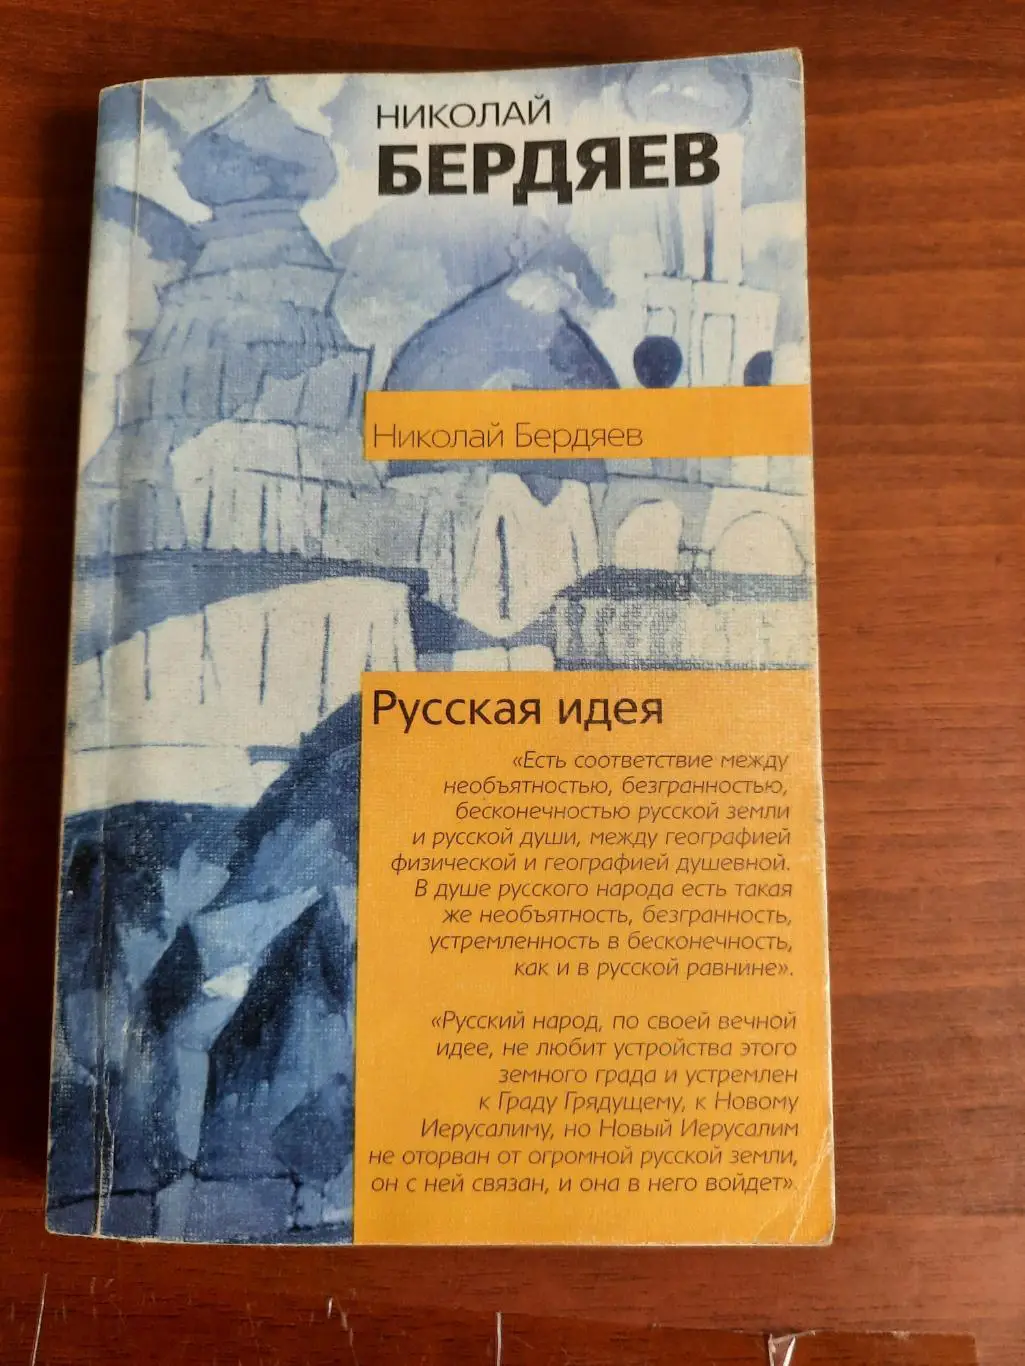 НИКОЛАЙ
БЕРДЯЕВ
Николай Бердяев
Русская идея
«Есть соответствие между
необъятностью, безгранностью,
бесконечностью русской земли
и русской души, между географией
физической и географией душевной.
В душе русского народа есть такая
же необъятность, безгранность,
устремленность в бесконечность,
как и в русской равнине».
«Русский народ, по своей вечной
идее, не любит устройства этого
земного града и устремлен
к Граду Грядущему, к Новому
Иерусалиму, но Новый Иерусалим
не оторван от огромной русской земли,
он с ней связан, и она в него войдет».